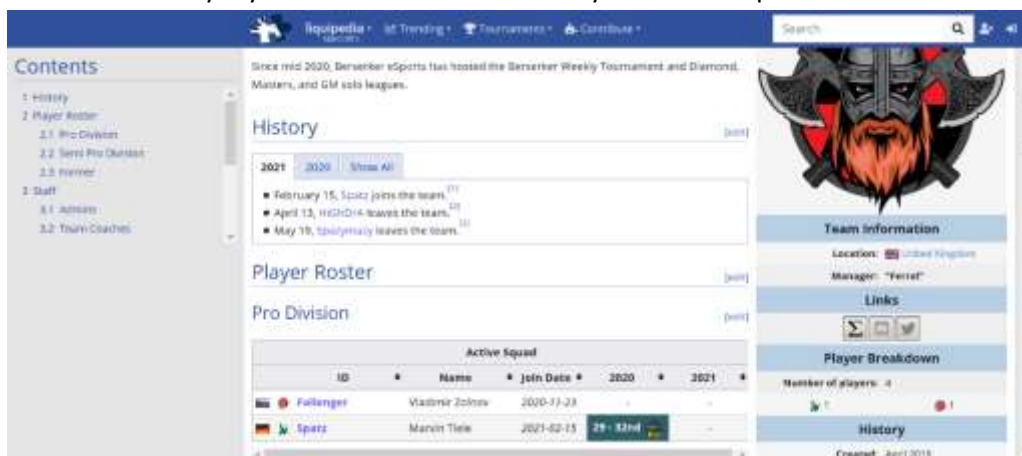 liquipedia Trending Tournaments Contribute Search
Contents
1 History
2 Player Roster
2.1 Pro Division
2.2 Semi Pro Division
2.3 Former
3 Staff
3.1 Admins
3.2 Team Coaches
Since mid 2020, Berserker eSports has hosted the Berserker Weekly Tournament and Diamond,
Masters, and GM solo leagues.
History [edit]
2021 2020 Show All
February 15, Spatz joins the team.[1]
April 13, leaves the team.[2]
May 19, leaves the team.[3]
Player Roster [edit]
Pro Division [edit]
Active Squad
ID Name Join Date 2020 2021
Fallenger Vladimir 2020-11-23 - -
Spatz Marvin Tiele 2021-02-15 29 - 32nd -
Team Information
Location: United Kingdom
Manager: "Ferrat"
Links
Player Breakdown
Number of players: 4
1 1
History
Created: April 2018